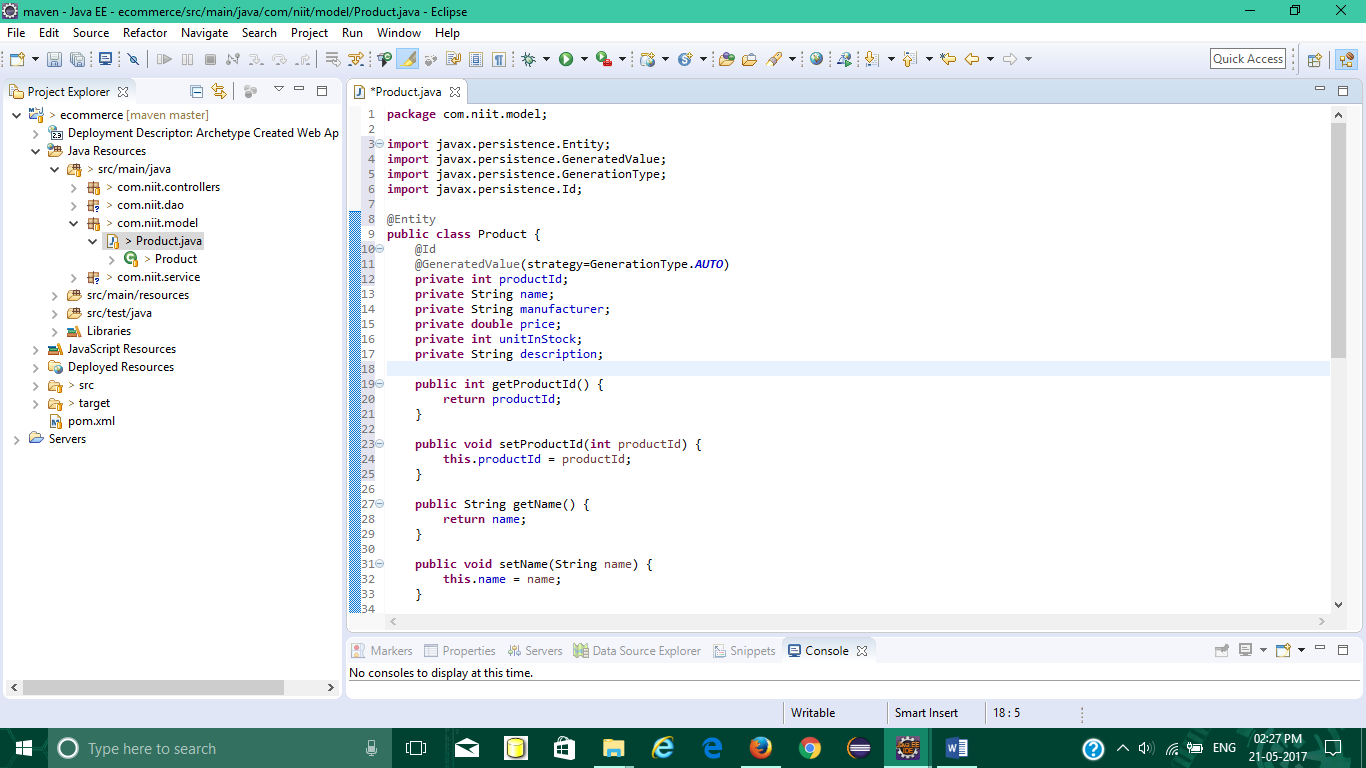 maven - Java EE - ecommerce/src/main/java/com/niit/model/Product.java - Eclipse
File Edit Source Refactor Navigate Search Project Run Window Help
Quick Access
Project Explorer
> ecommerce [maven master]
Deployment Descriptor: Archetype Created Web Ap
Java Resources
> src/main/java
> com.niit.controllers
> com.niit.dao
> com.niit.model
> Product.java
> Product
> com.niit.service
src/main/resources
src/test/java
Libraries
JavaScript Resources
Deployed Resources
> src
> target
pom.xml
Servers
*Product.java
1 package com.niit.model;
2
3 import javax.persistence.Entity;
4 import javax.persistence.GeneratedValue;
5 import javax.persistence.GenerationType;
6 import javax.persistence.Id;
7
8 @Entity
9 public class Product {
10 @Id
11 @GeneratedValue(strategy=GenerationType.AUTO)
12 private int productId;
13 private String name;
14 private String manufacturer;
15 private double price;
16 private int unitInStock;
17 private String description;
18
19 public int getProductId() {
20 return productId;
21 }
22
23 public void setProductId(int productId) {
24 this.productId = productId;
25 }
26
27 public String getName() {
28 return name;
29 }
30
31 public void setName(String name) {
32 this.name = name;
33 }
34
Markers Properties Servers Data Source Explorer Snippets Console
No consoles to display at this time.
Writable Smart Insert 18 : 5
Type here to search
ENG
02:27 PM
21-05-2017